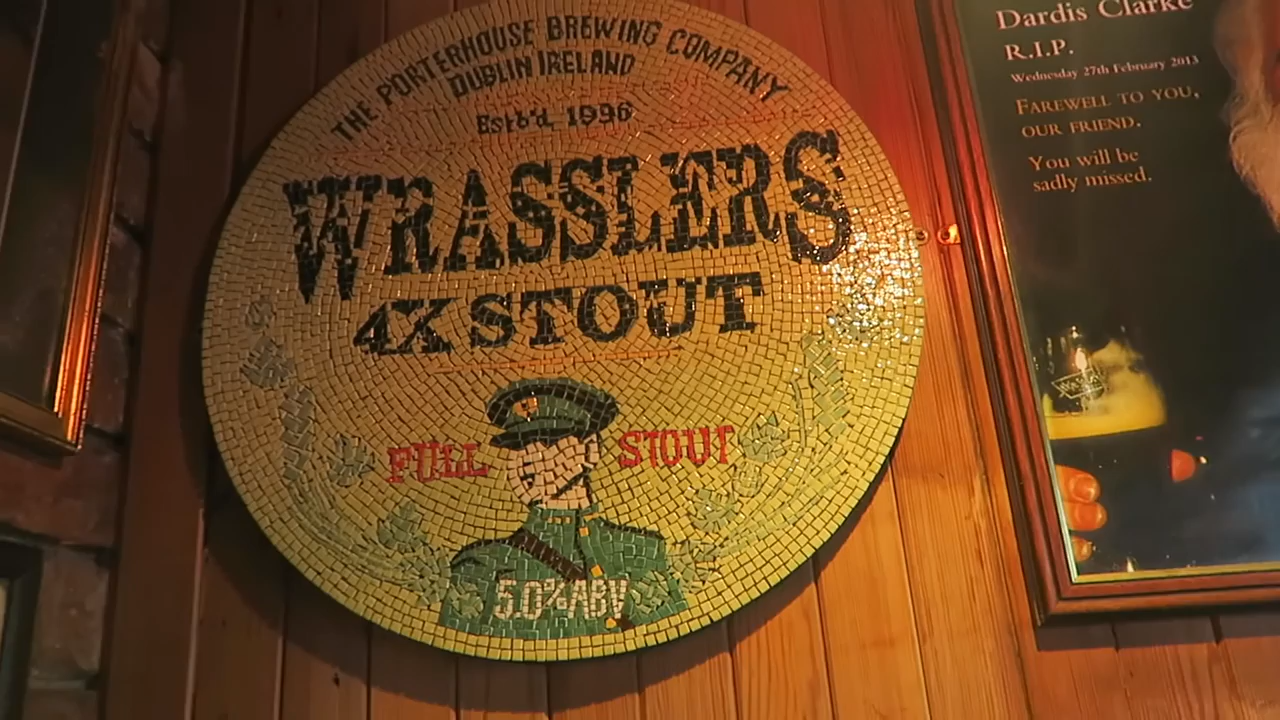 THE PORTERHOUSE BREWING COMPANY
DUBLIN IRELAND
Estb'd. 1996
WRASSLERS
4X STOUT
FULL STOUT
5.0% ABV
Dardis Clarke
R.I.P.
Wednesday 27th February 2013
FAREWELL TO YOU,
OUR FRIEND.
You will be
sadly missed.